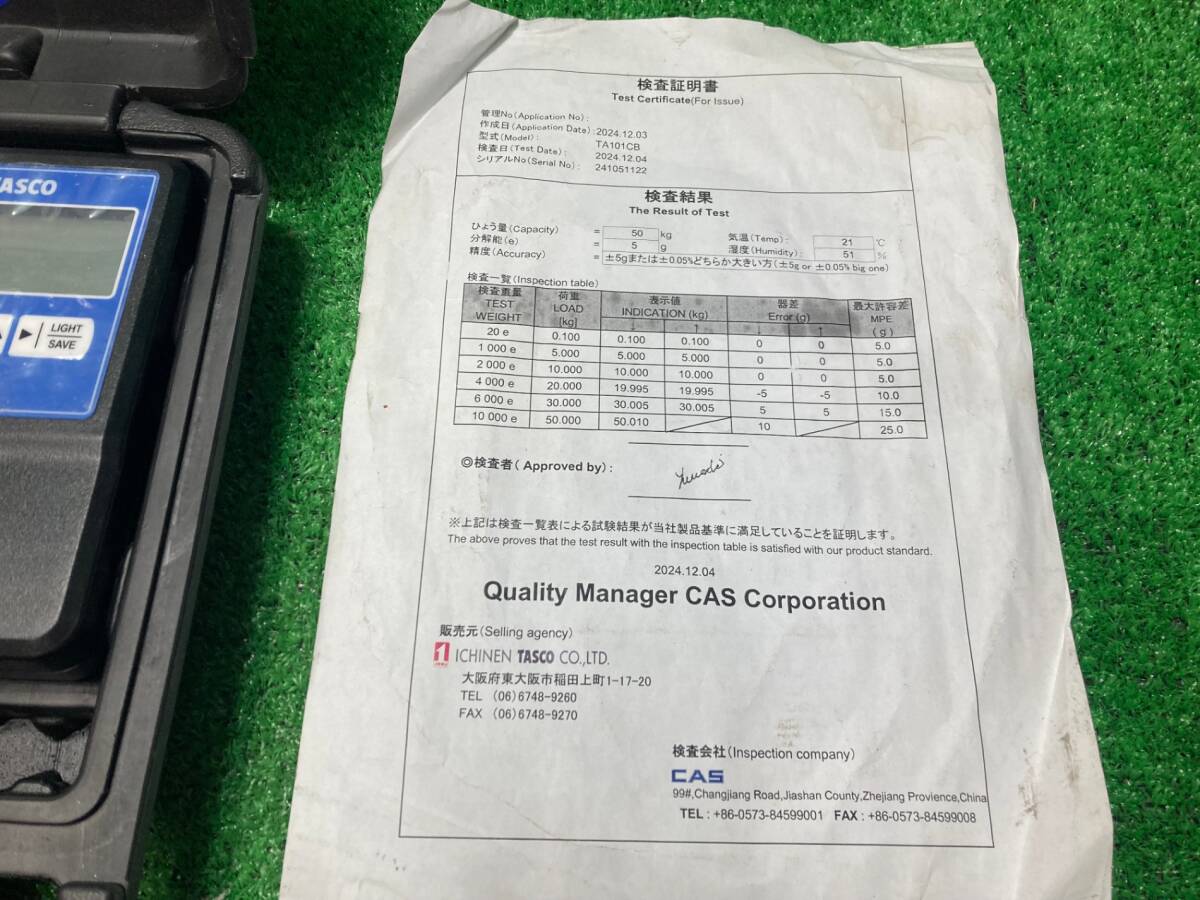 TASCO
LIGHT
SAVE
検査証明書
Test Certificate(For Issue)
管理No(Application No):
作成日(Application Date):2024.12.03
型式(Model): TA101CB
検査日(Test Date): 2024.12.04
シリアルNo(Serial No): 241051122
検査結果
The Result of Test
ひょう量(Capacity) = 50 kg 気温(Temp): 21 ℃
分解能(e) = 5 g 湿度(Humidity): 51 %
精度(Accuracy) = ±5gまたは±0.05%どちらか大きい方(±5g or ±0.05% big one)
検査一覧(Inspection table)
検査重量 TEST WEIGHT 荷重 LOAD [kg] 表示値 INDICATION (kg) 器差 Error (g) 最大許容差 MPE (g)
↓ ↑ ↓ ↑
20 e 0.100 0.100 0.100 0 0 5.0
1 000 e 5.000 5.000 5.000 0 0 5.0
2 000 e 10.000 10.000 10.000 0 0 5.0
4 000 e 20.000 19.995 19.995 -5 -5 10.0
6 000 e 30.000 30.005 30.005 5 5 15.0
10 000 e 50.000 50.010 10 25.0
◎検査者(Approved by):
※上記は検査一覧表による試験結果が当社製品基準に満足していることを証明します。
The above proves that the test result with the inspection table is satisfied with our product standard.
2024.12.04
Quality Manager CAS Corporation
販売元(Selling agency)
ICHINEN TASCO CO.,LTD.
大阪府東大阪市稲田上町1-17-20
TEL (06)6748-9260
FAX (06)6748-9270
検査会社(Inspection company)
CAS
99#,Changjiang Road,Jiashan County,Zhejiang Provience,China
TEL : +86-0573-84599001 FAX : +86-0573-84599008